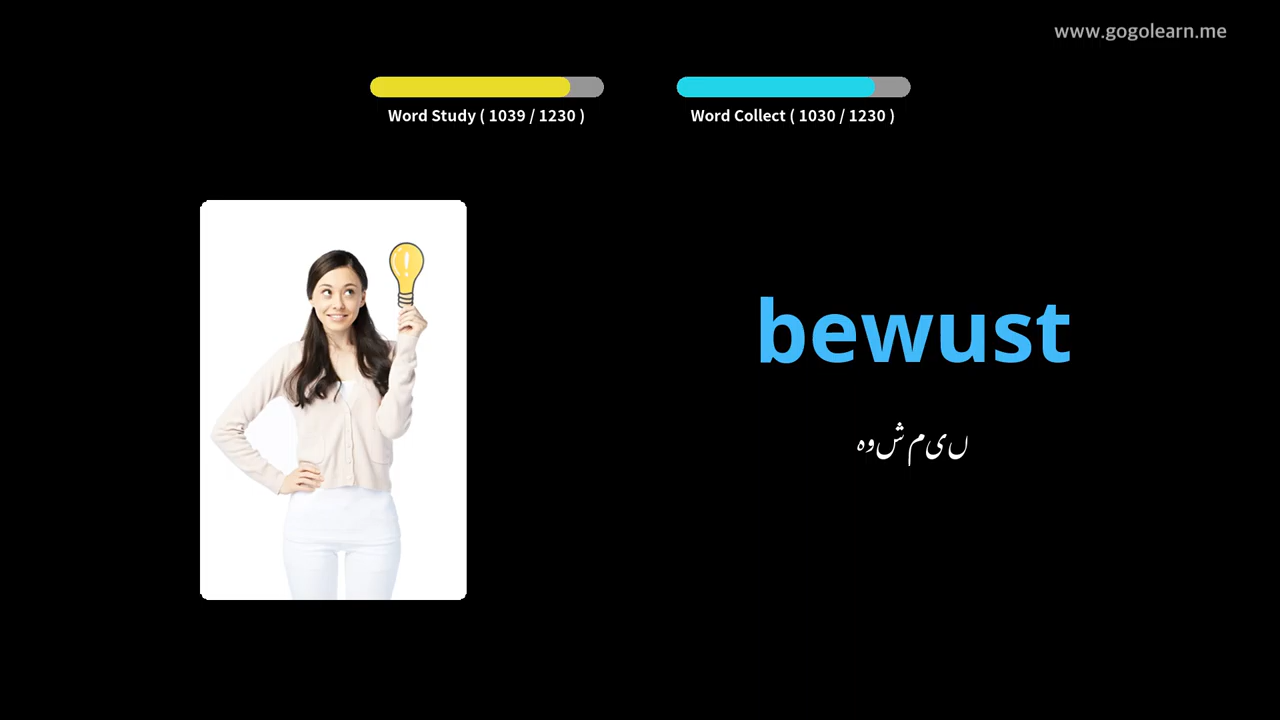 www.gogolearn.me
Word Study ( 1039 / 1230 )
Word Collect ( 1030 / 1230 )
bewust
ہوش میں